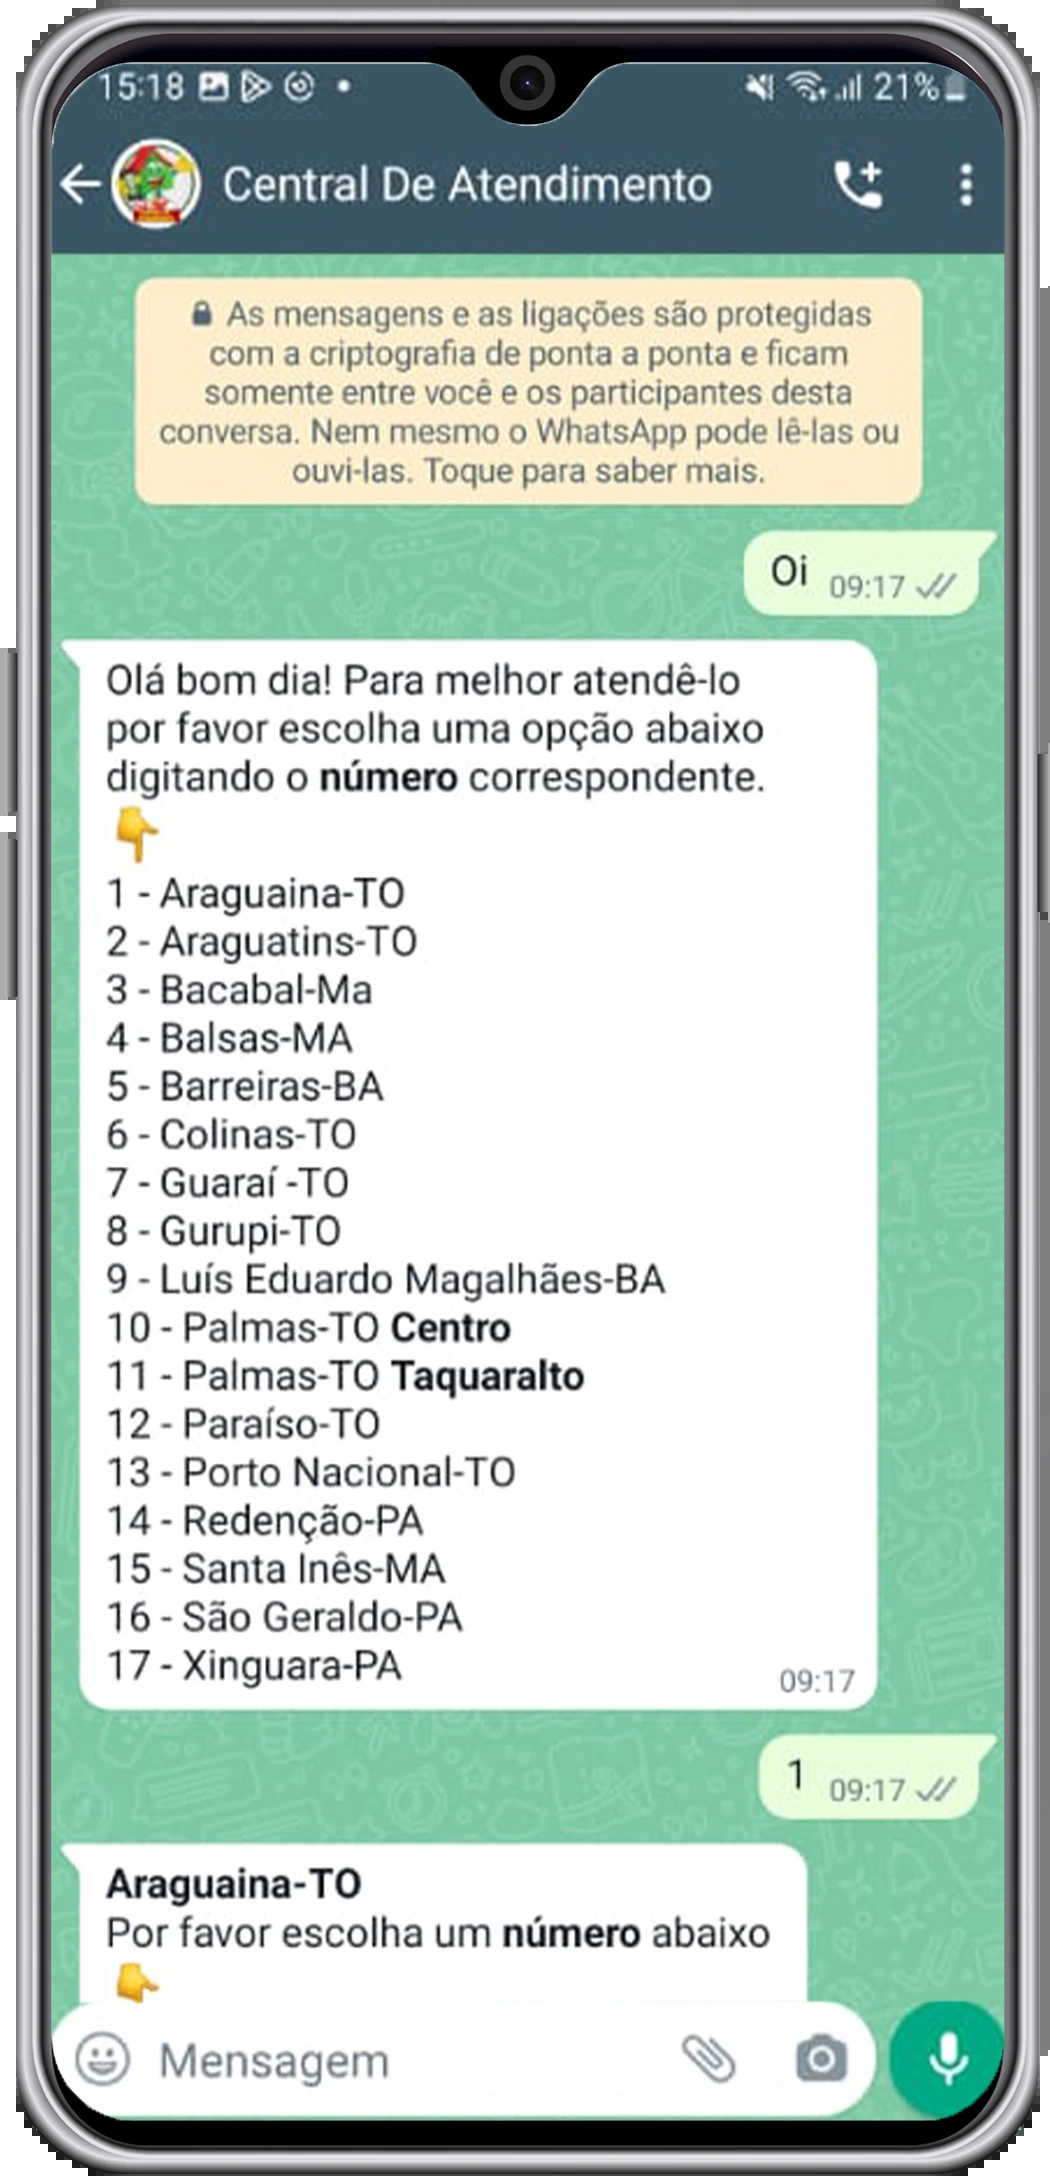 15:18 21%
Central De Atendimento
As mensagens e as ligações são protegidas
com a criptografia de ponta a ponta e ficam
somente entre você e os participantes desta
conversa. Nem mesmo o WhatsApp pode lê-las ou
ouvi-las. Toque para saber mais.
Oi 09:17
Olá bom dia! Para melhor atendê-lo
por favor escolha uma opção abaixo
digitando o número correspondente.
👇
1 - Araguaina-TO
2 - Araguatins-TO
3 - Bacabal-Ma
4 - Balsas-MA
5 - Barreiras-BA
6 - Colinas-TO
7 - Guaraí -TO
8 - Gurupi-TO
9 - Luís Eduardo Magalhães-BA
10 - Palmas-TO Centro
11 - Palmas-TO Taquaralto
12 - Paraíso-TO
13 - Porto Nacional-TO
14 - Redenção-PA
15 - Santa Inês-MA
16 - São Geraldo-PA
17 - Xinguara-PA
09:17
1 09:17
Araguaina-TO
Por favor escolha um número abaixo
👇
Mensagem